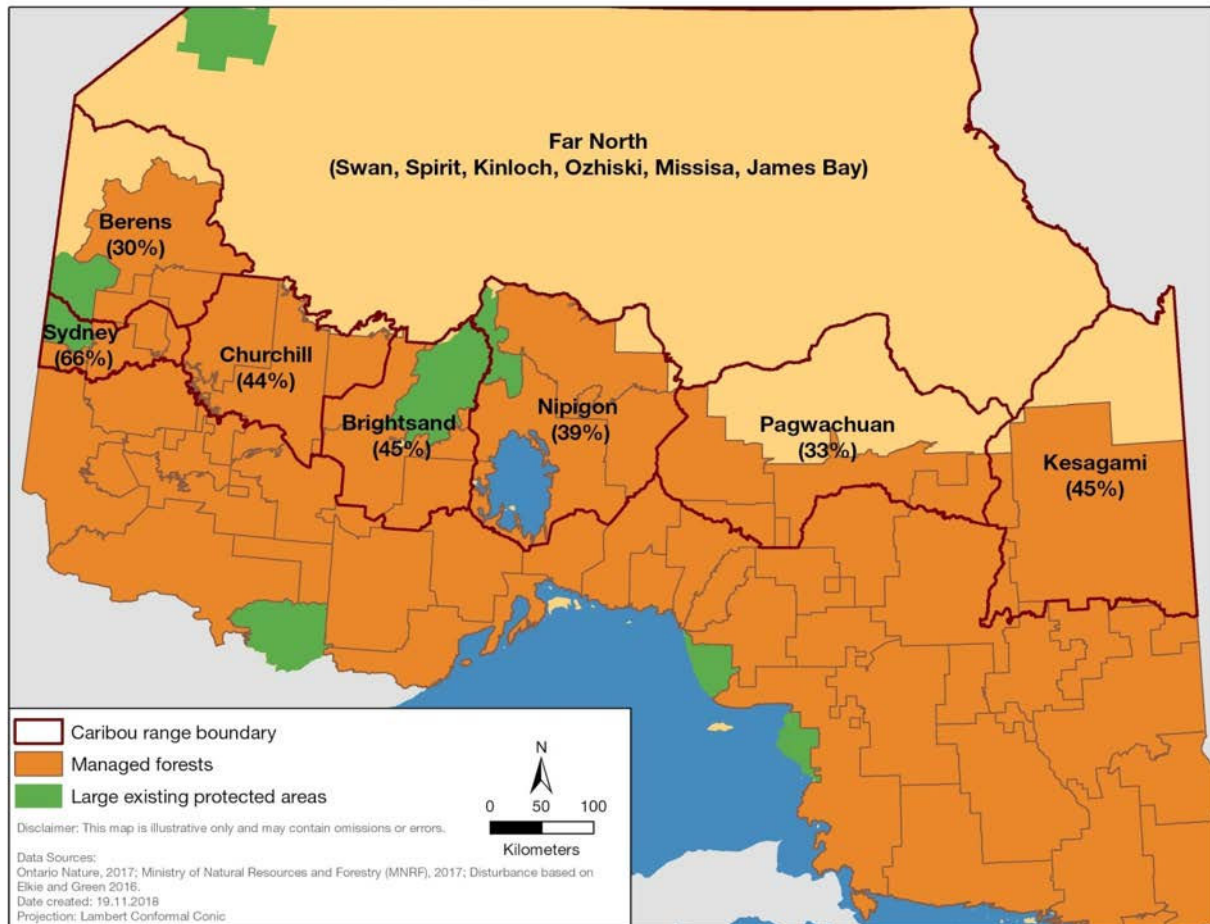 Far North
(Swan, Spirit, Kinloch, Ozhiski, Missisa, James Bay)
Berens
(30%)
Sydney
(66%)
Churchill
(44%)
Brightsand
(45%)
Nipigon
(39%)
Pagwachuan
(33%)
Kesagami
(45%)
Caribou range boundary
Managed forests
Large existing protected areas
N
0 50 100
Kilometers
Disclaimer: This map is illustrative only and may contain omissions or errors.
Data Sources:
Ontario Nature, 2017; Ministry of Natural Resources and Forestry (MNRF), 2017; Disturbance based on
Elkie and Green 2016.
Date created: 19.11.2018
Projection: Lambert Conformal Conic